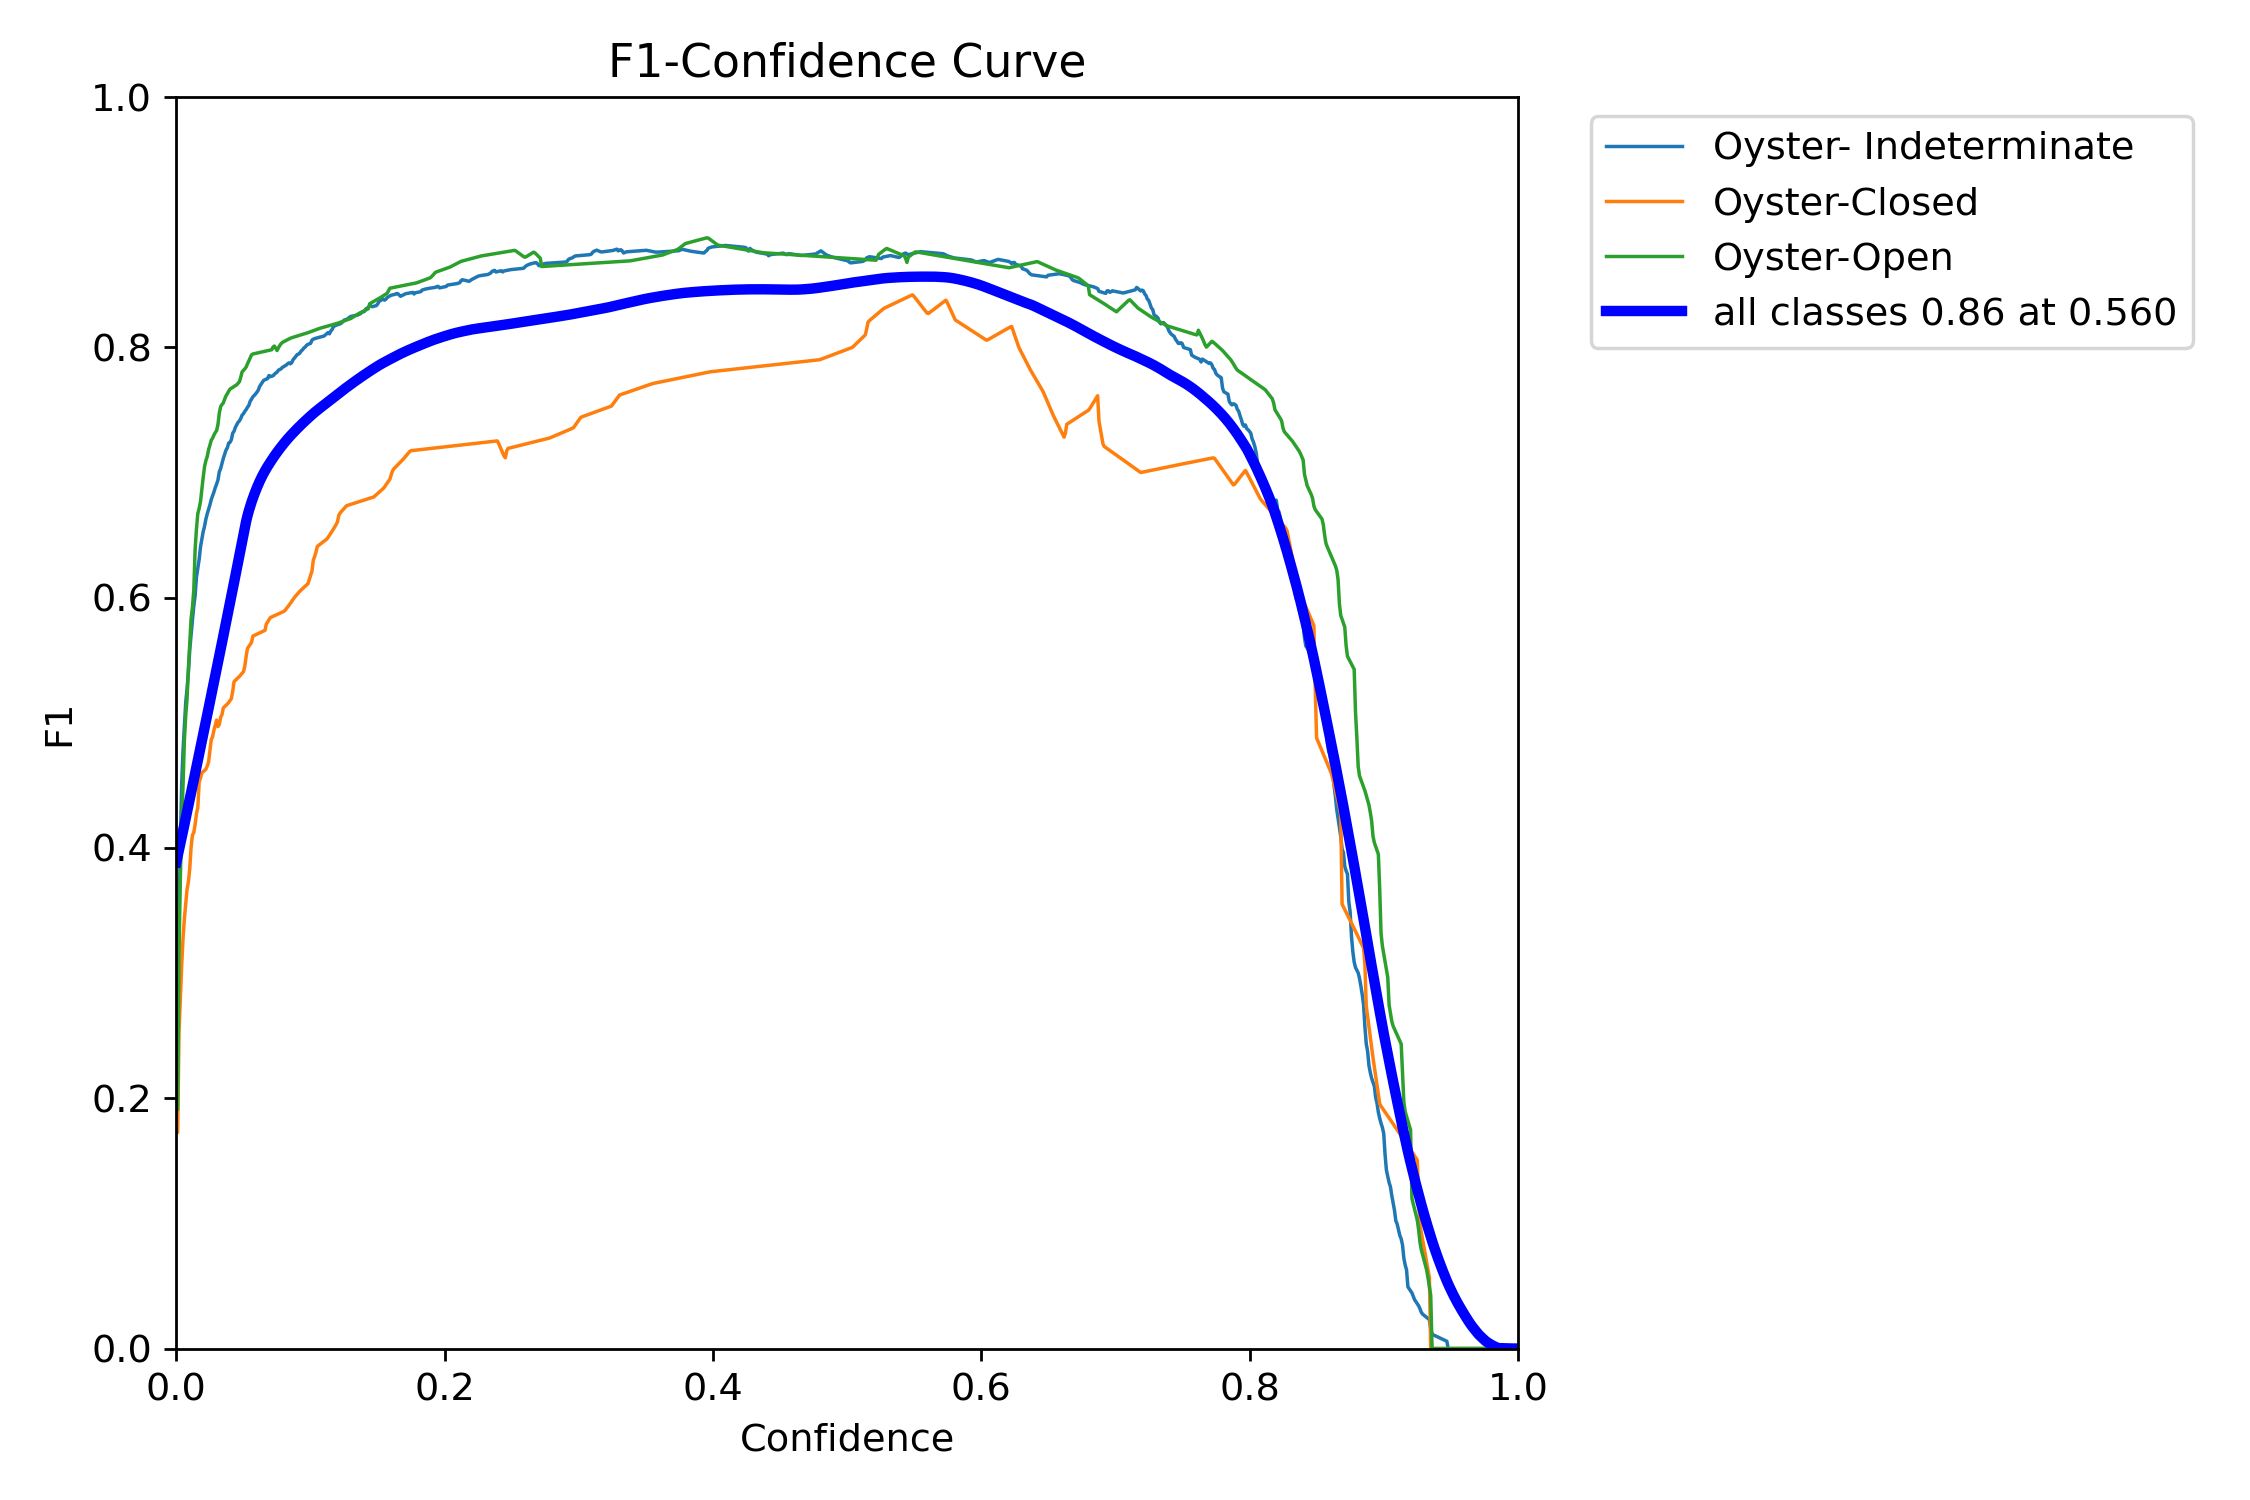 F1-Confidence Curve
1.0
0.8
0.6
0.4
0.2
0.0
F1
0.0 0.2 0.4 0.6 0.8 1.0
Confidence
Oyster- Indeterminate
Oyster-Closed
Oyster-Open
all classes 0.86 at 0.560